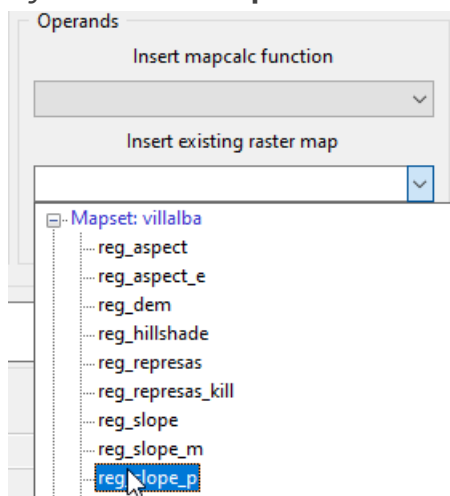 Operands
Insert mapcalc function
Insert existing raster map
Mapset: villalba
reg_aspect
reg_aspect_e
reg_dem
reg_hillshade
reg_represas
reg_represas_kill
reg_slope
reg_slope_m
reg_slope_p